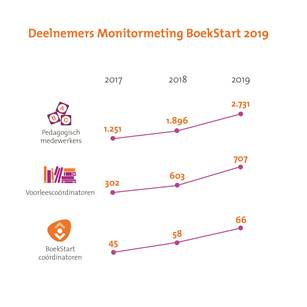 Deelnemers Monitormeting BoekStart 2019
2017 2018 2019
A B C
Pedagogisch
medewerkers
1.251 1.896 2.731
Voorleescoördinatoren
302 603 707
BoekStart
coördinatoren
45 58 66